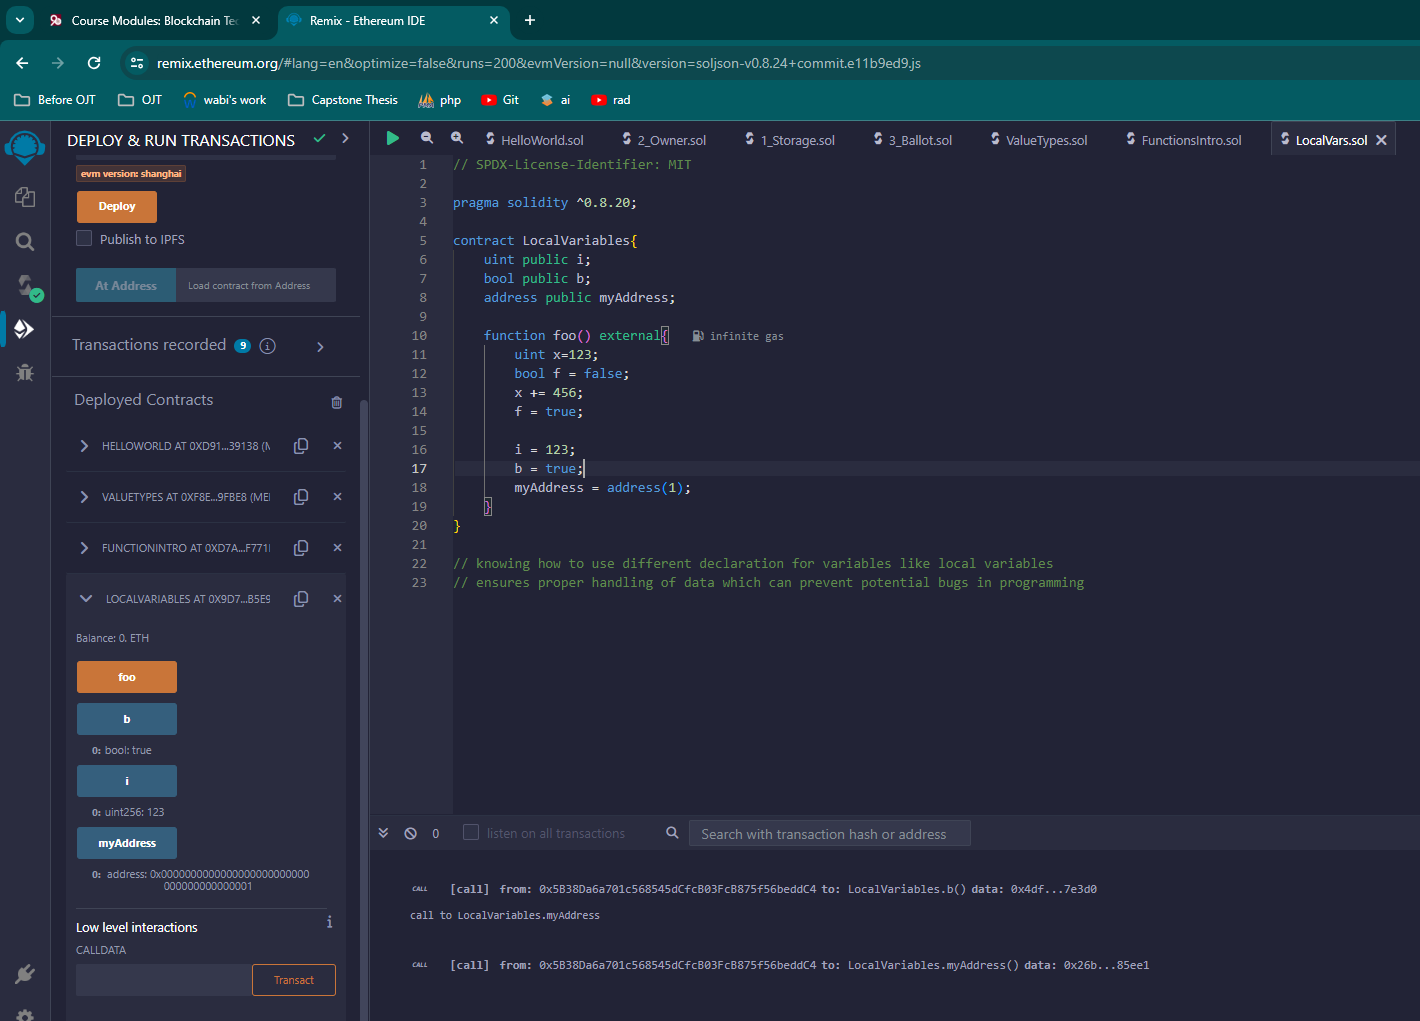 Course Modules: Blockchain Tec
Remix - Ethereum IDE
remix.ethereum.org/#lang=en&optimize=false&runs=200&evmVersion=null&version=soljson-v0.8.24+commit.e11b9ed9.js
Before OJT
OJT
wabi's work
Capstone Thesis
php
Git
ai
rad
DEPLOY & RUN TRANSACTIONS
evm version: shanghai
Deploy
Publish to IPFS
At Address
Load contract from Address
Transactions recorded 9 i
Deployed Contracts
HELLOWORLD AT 0XD91...39138 (M
VALUETYPES AT 0XF8E...9FBE8 (MEI
FUNCTIONINTRO AT 0XD7A...F771I
LOCALVARIABLES AT 0X9D7...B5E9
Balance: 0. ETH
foo
b
0: bool: true
i
0: uint256: 123
myAddress
0: address: 0x00000000000000000000000000
00000000000000001
Low level interactions
i
CALLDATA
Transact
HelloWorld.sol
2_Owner.sol
1_Storage.sol
3_Ballot.sol
ValueTypes.sol
FunctionsIntro.sol
LocalVars.sol
1 // SPDX-License-Identifier: MIT
2
3 pragma solidity ^0.8.20;
4
5 contract LocalVariables{
6 uint public i;
7 bool public b;
8 address public myAddress;
9
10 function foo() external{ infinite gas
11 uint x=123;
12 bool f = false;
13 x += 456;
14 f = true;
15
16 i = 123;
17 b = true;
18 myAddress = address(1);
19 }
20 }
21
22 // knowing how to use different declaration for variables like local variables
23 // ensures proper handling of data which can prevent potential bugs in programming
0
listen on all transactions
Search with transaction hash or address
CALL [call] from: 0x5B38Da6a701c568545dCfcB03FcB875f56beddC4 to: LocalVariables.b() data: 0x4df...7e3d0
call to LocalVariables.myAddress
CALL [call] from: 0x5B38Da6a701c568545dCfcB03FcB875f56beddC4 to: LocalVariables.myAddress() data: 0x26b...85ee1